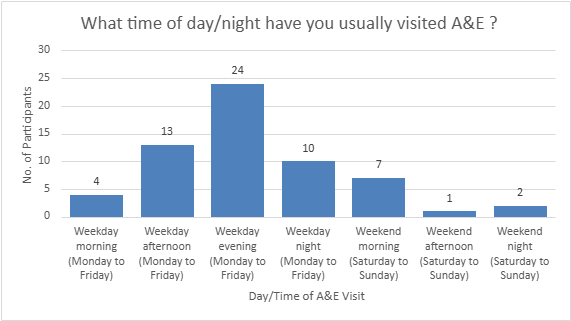 What time of day/night have you usually visited A&E ?
30
25
20
15
10
5
0
No. of Participants
4
13
24
10
7
1
2
Weekday
morning
(Monday to
Friday)
Weekday
afternoon
(Monday to
Friday)
Weekday
evening
(Monday to
Friday)
Weekday
night
(Monday to
Friday)
Weekend
morning
(Saturday to
Sunday)
Weekend
afternoon
(Saturday to
Sunday)
Weekend
night
(Saturday to
Sunday)
Day/Time of A&E Visit